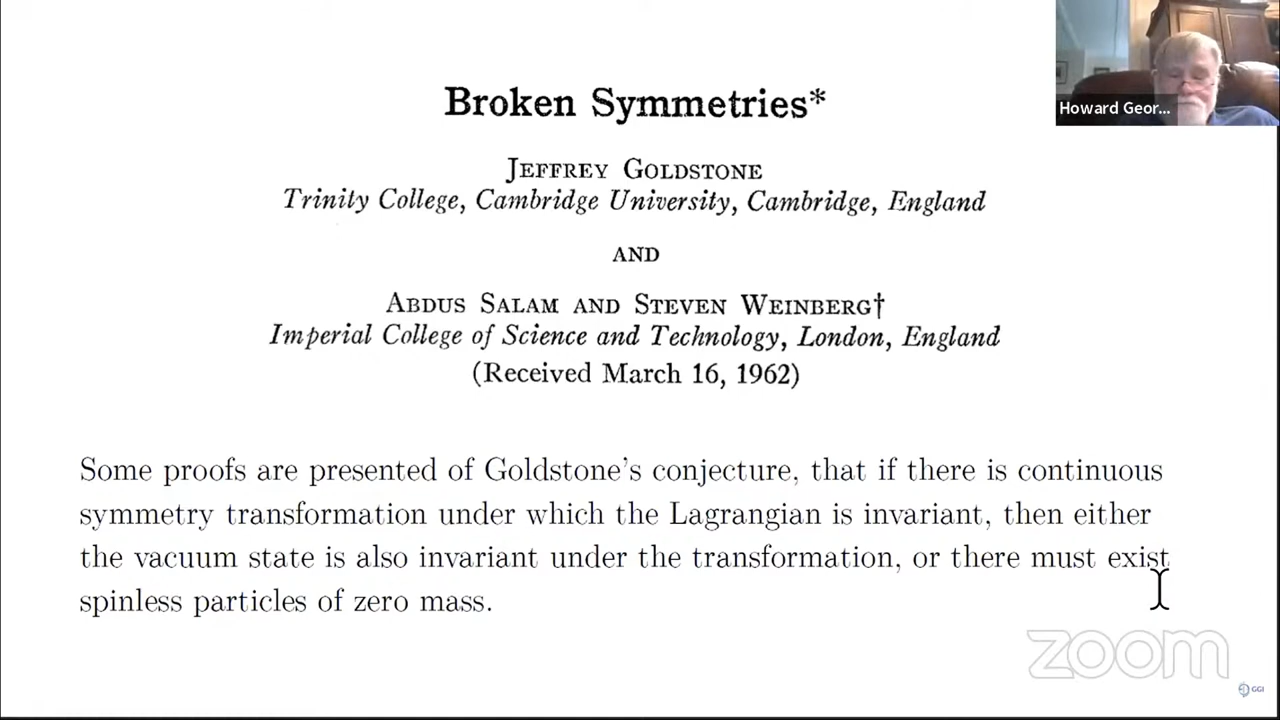 Broken Symmetries*
Howard Geor...
JEFFREY GOLDSTONE
Trinity College, Cambridge University, Cambridge, England
AND
ABDUS SALAM AND STEVEN WEINBERG†
Imperial College of Science and Technology, London, England
(Received March 16, 1962)
Some proofs are presented of Goldstone's conjecture, that if there is continuous
symmetry transformation under which the Lagrangian is invariant, then either
the vacuum state is also invariant under the transformation, or there must exist
spinless particles of zero mass.
zoom
GGI